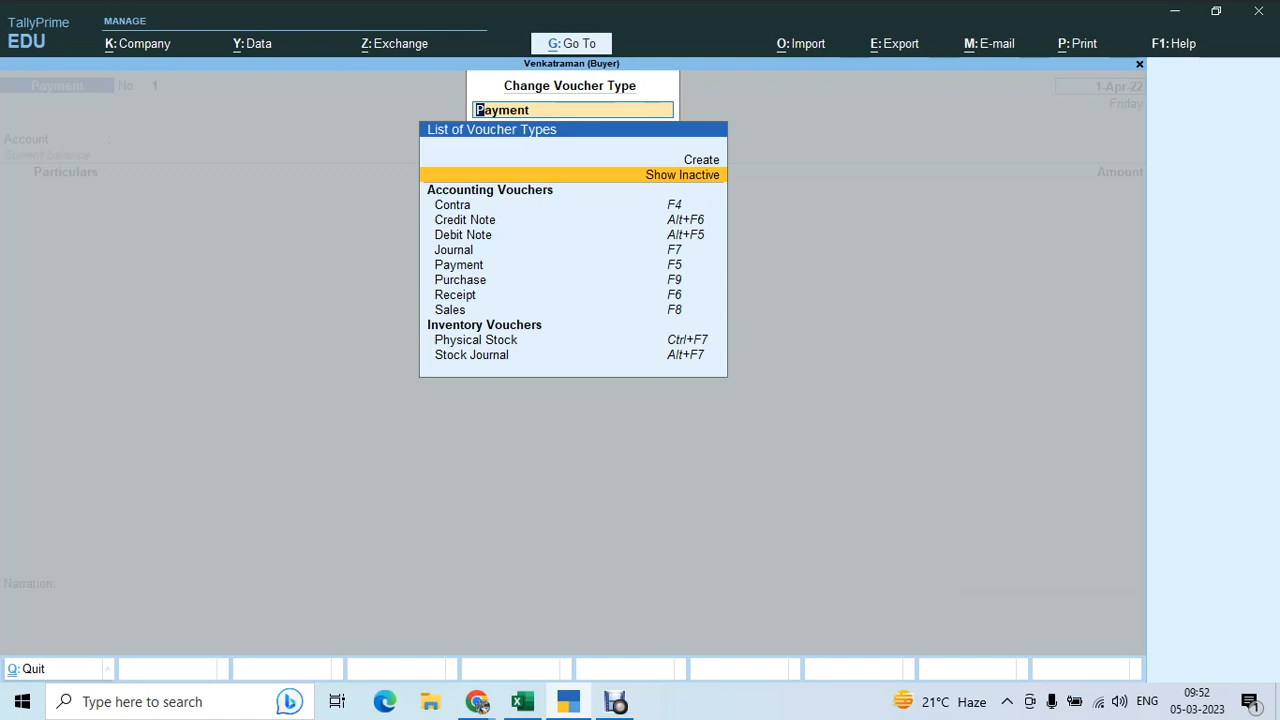 TallyPrime
MANAGE
EDU
K: Company
Y: Data
Z: Exchange
G: Go To
O: Import
E: Export
M: E-mail
P: Print
F1: Help
Venkatraman (Buyer)
Payment No. 1
1-Apr-22
Friday
Change Voucher Type
Payment
Account :
Current balance
Particulars
Amount
List of Voucher Types
Create
Show Inactive
Accounting Vouchers
Contra F4
Credit Note Alt+F6
Debit Note Alt+F5
Journal F7
Payment F5
Purchase F9
Receipt F6
Sales F8
Inventory Vouchers
Physical Stock Ctrl+F7
Stock Journal Alt+F7
Narration:
Q: Quit
Type here to search
21°C Haze
ENG
09:52
05-03-2023
1